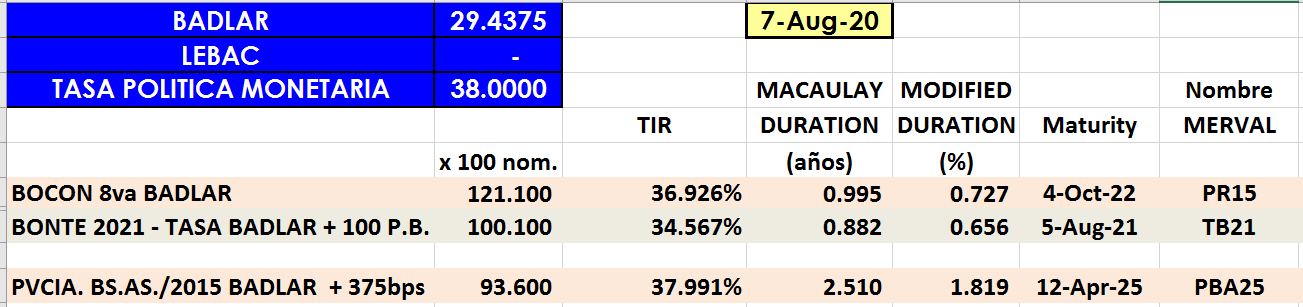 BADLAR 29.4375 7-Aug-20
LEBAC -
TASA POLITICA MONETARIA 38.0000 MACAULAY MODIFIED Nombre
TIR DURATION DURATION Maturity MERVAL
x 100 nom. (años) (%)
BOCON 8va BADLAR 121.100 36.926% 0.995 0.727 4-Oct-22 PR15
BONTE 2021 - TASA BADLAR + 100 P.B. 100.100 34.567% 0.882 0.656 5-Aug-21 TB21
PVCIA. BS.AS./2015 BADLAR + 375bps 93.600 37.991% 2.510 1.819 12-Apr-25 PBA25